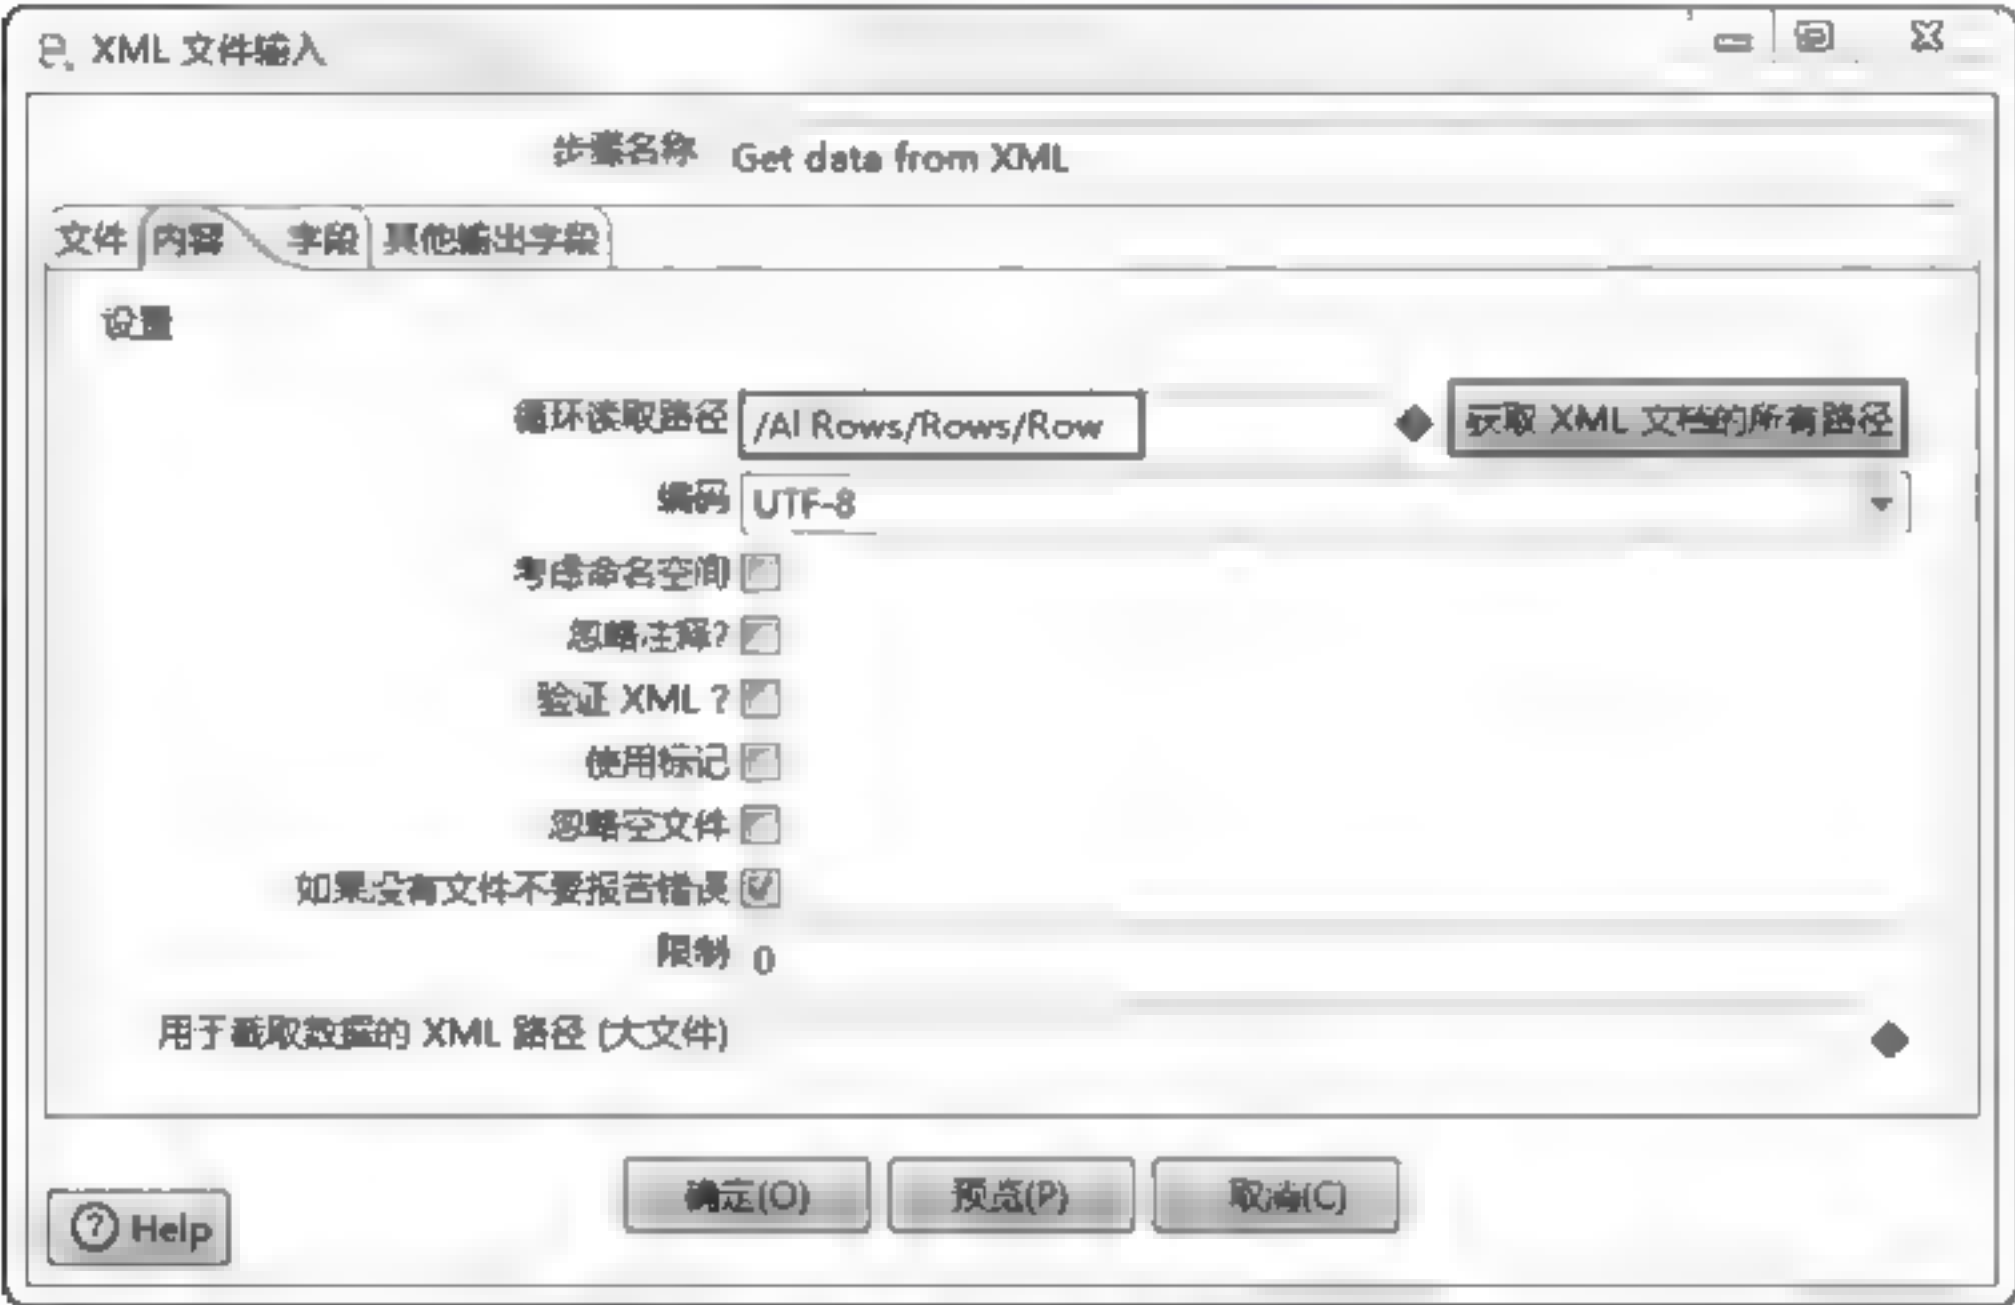 XML 文件输入
步骤名称 Get data from XML
文件 内容 字段 其他输出字段
设置
循环读取路径 /Al Rows/Rows/Row 获取 XML 文档的所有路径
编码 UTF-8
考虑命名空间
忽略注释?
验证 XML ?
使用标记
忽略空文件
如果没有文件不要报告错误
限制 0
用于截取数据的 XML 路径 (大文件)
确定(O) 预览(P) 取消(C)
Help